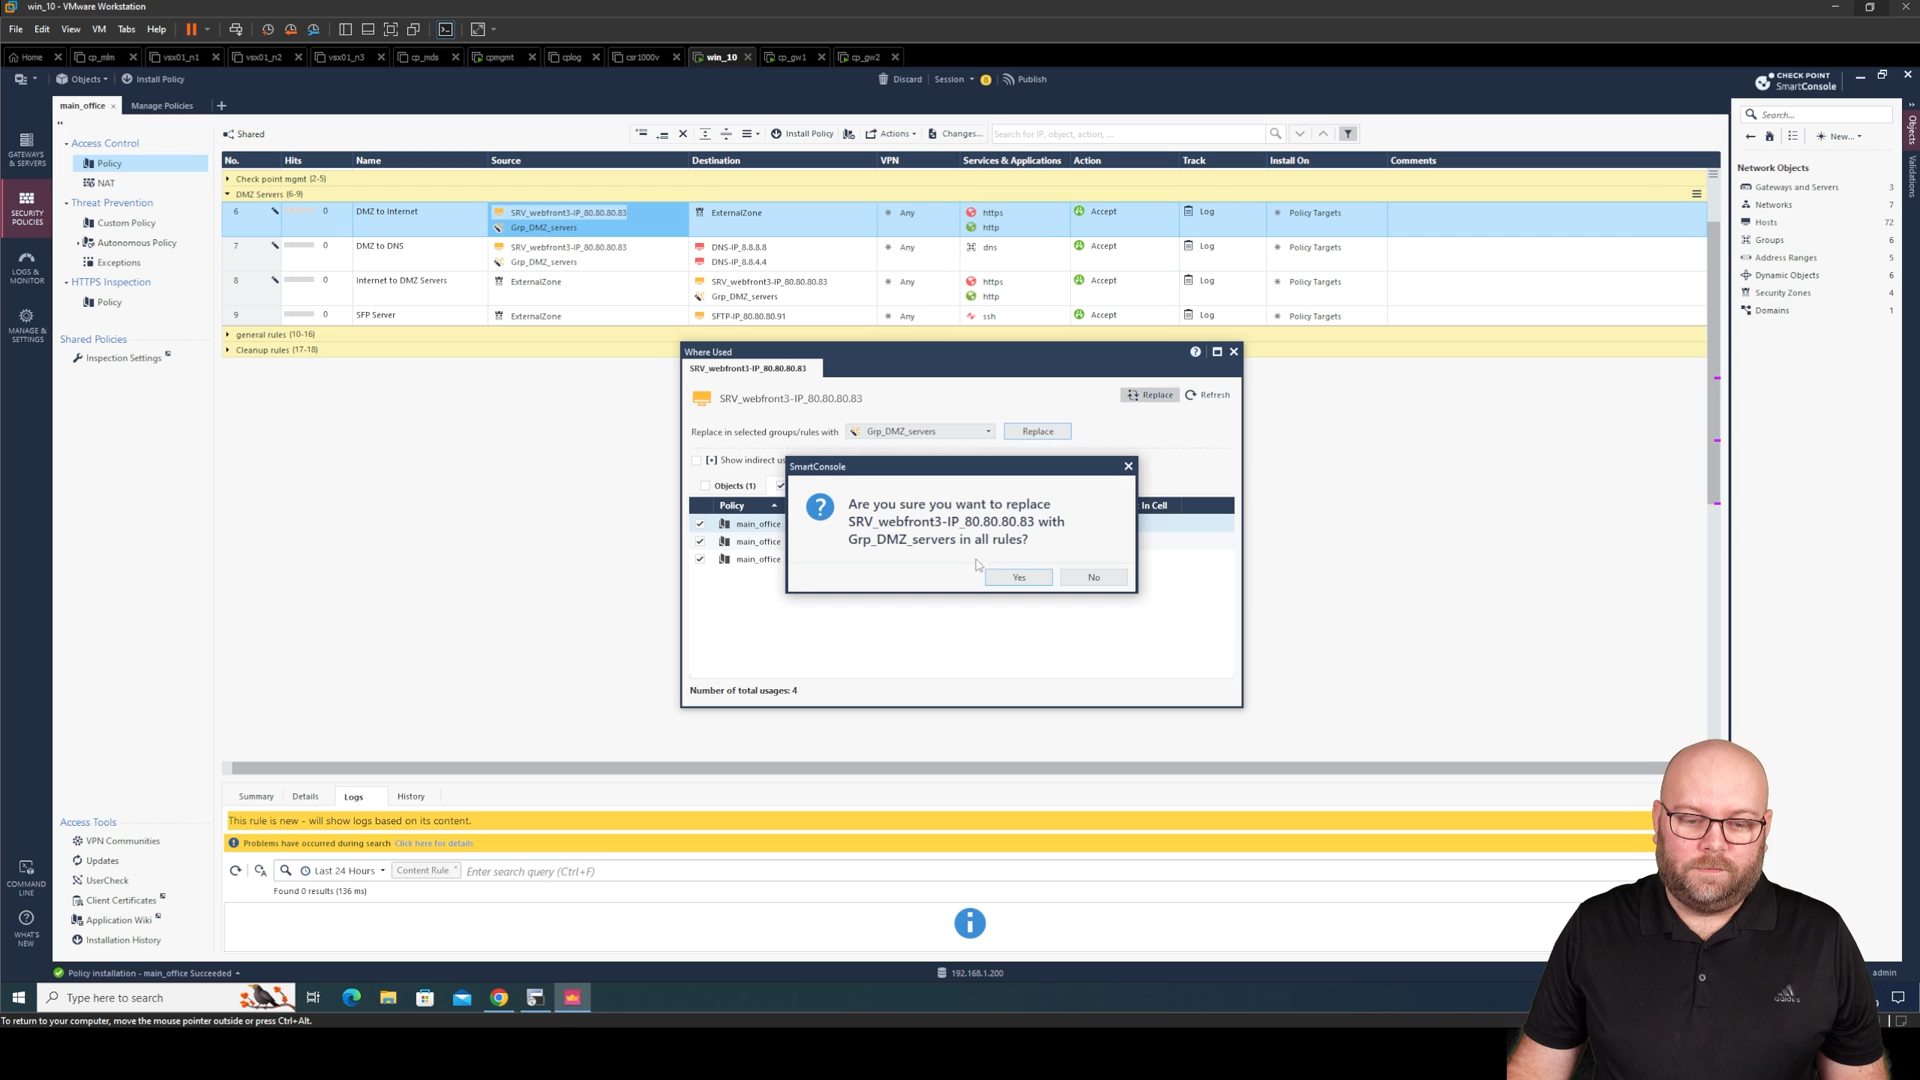 win_10 - VMware Workstation
File Edit View VM Tabs Help
Home cp_mlm vsx01_n1 vsx01_n2 vsx01_n3 cp_mds cpmgmt cplog csr1000v win_10 cp_gw1 cp_gw2
Objects Install Policy Discard Session 8 Publish CHECK POINT
SmartConsole
main_office Manage Policies
Shared Install Policy Actions Changes... Search for IP, object, action, ...
No. Hits Name Source Destination VPN Services & Applications Action Track Install On Comments
Check point mgmt (2-5)
DMZ Servers (6-9)
6 0 DMZ to Internet SRV_webfront3-IP_80.80.80.83 ExternalZone Any https Accept Log Policy Targets
Grp_DMZ_servers http
7 0 DMZ to DNS SRV_webfront3-IP_80.80.80.83 DNS-IP_8.8.8.8 Any dns Accept Log Policy Targets
Grp_DMZ_servers DNS-IP_8.8.4.4
8 0 Internet to DMZ Servers ExternalZone SRV_webfront3-IP_80.80.80.83 Any https Accept Log Policy Targets
Grp_DMZ_servers http
9 0 SFP Server ExternalZone SFTP-IP_80.80.80.91 Any ssh Accept Log Policy Targets
general rules (10-16)
Cleanup rules (17-18)
GATEWAYS
& SERVERS
SECURITY
POLICIES
LOGS &
MONITOR
MANAGE &
SETTINGS
COMMAND
LINE
WHAT'S
NEW
Access Control
Policy
NAT
Threat Prevention
Custom Policy
Autonomous Policy
Exceptions
HTTPS Inspection
Policy
Shared Policies
Inspection Settings
Access Tools
VPN Communities
Updates
UserCheck
Client Certificates
Application Wiki
Installation History
Where Used
SRV_webfront3-IP_80.80.80.83
SRV_webfront3-IP_80.80.80.83 Replace Refresh
Replace in selected groups/rules with Grp_DMZ_servers Replace
[•] Show indirect us
Objects (1)
Policy In Cell
main_office
main_office
main_office
Number of total usages: 4
SmartConsole
Are you sure you want to replace
SRV_webfront3-IP_80.80.80.83 with
Grp_DMZ_servers in all rules?
Yes No
Search...
New...
Network Objects
Gateways and Servers 3
Networks 7
Hosts 72
Groups 6
Address Ranges 5
Dynamic Objects 6
Security Zones 4
Domains 1
Objects
Validations
Summary Details Logs History
This rule is new - will show logs based on its content.
Problems have occurred during search Click here for details.
Last 24 Hours Content Rule Enter search query (Ctrl+F)
Found 0 results (136 ms)
Policy installation - main_office Succeeded 192.168.1.200 admin
Type here to search
To return to your computer, move the mouse pointer outside or press Ctrl+Alt.
adidas